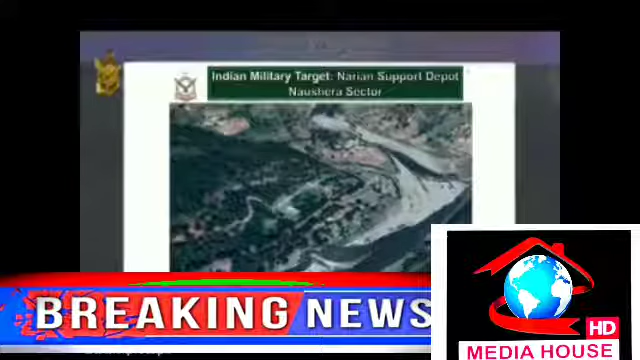 Indian Military Target: Narian Support Depot
Naushera Sector
BREAKING NEWS
HD
MEDIA HOUSE